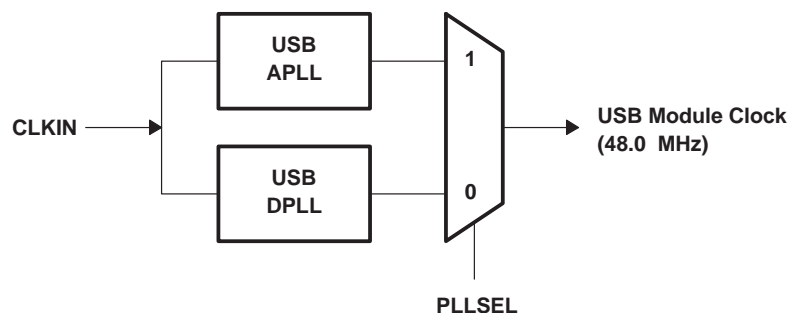 USB
APLL
1
CLKIN
USB Module Clock
(48.0 MHz)
USB
DPLL
0
PLLSEL